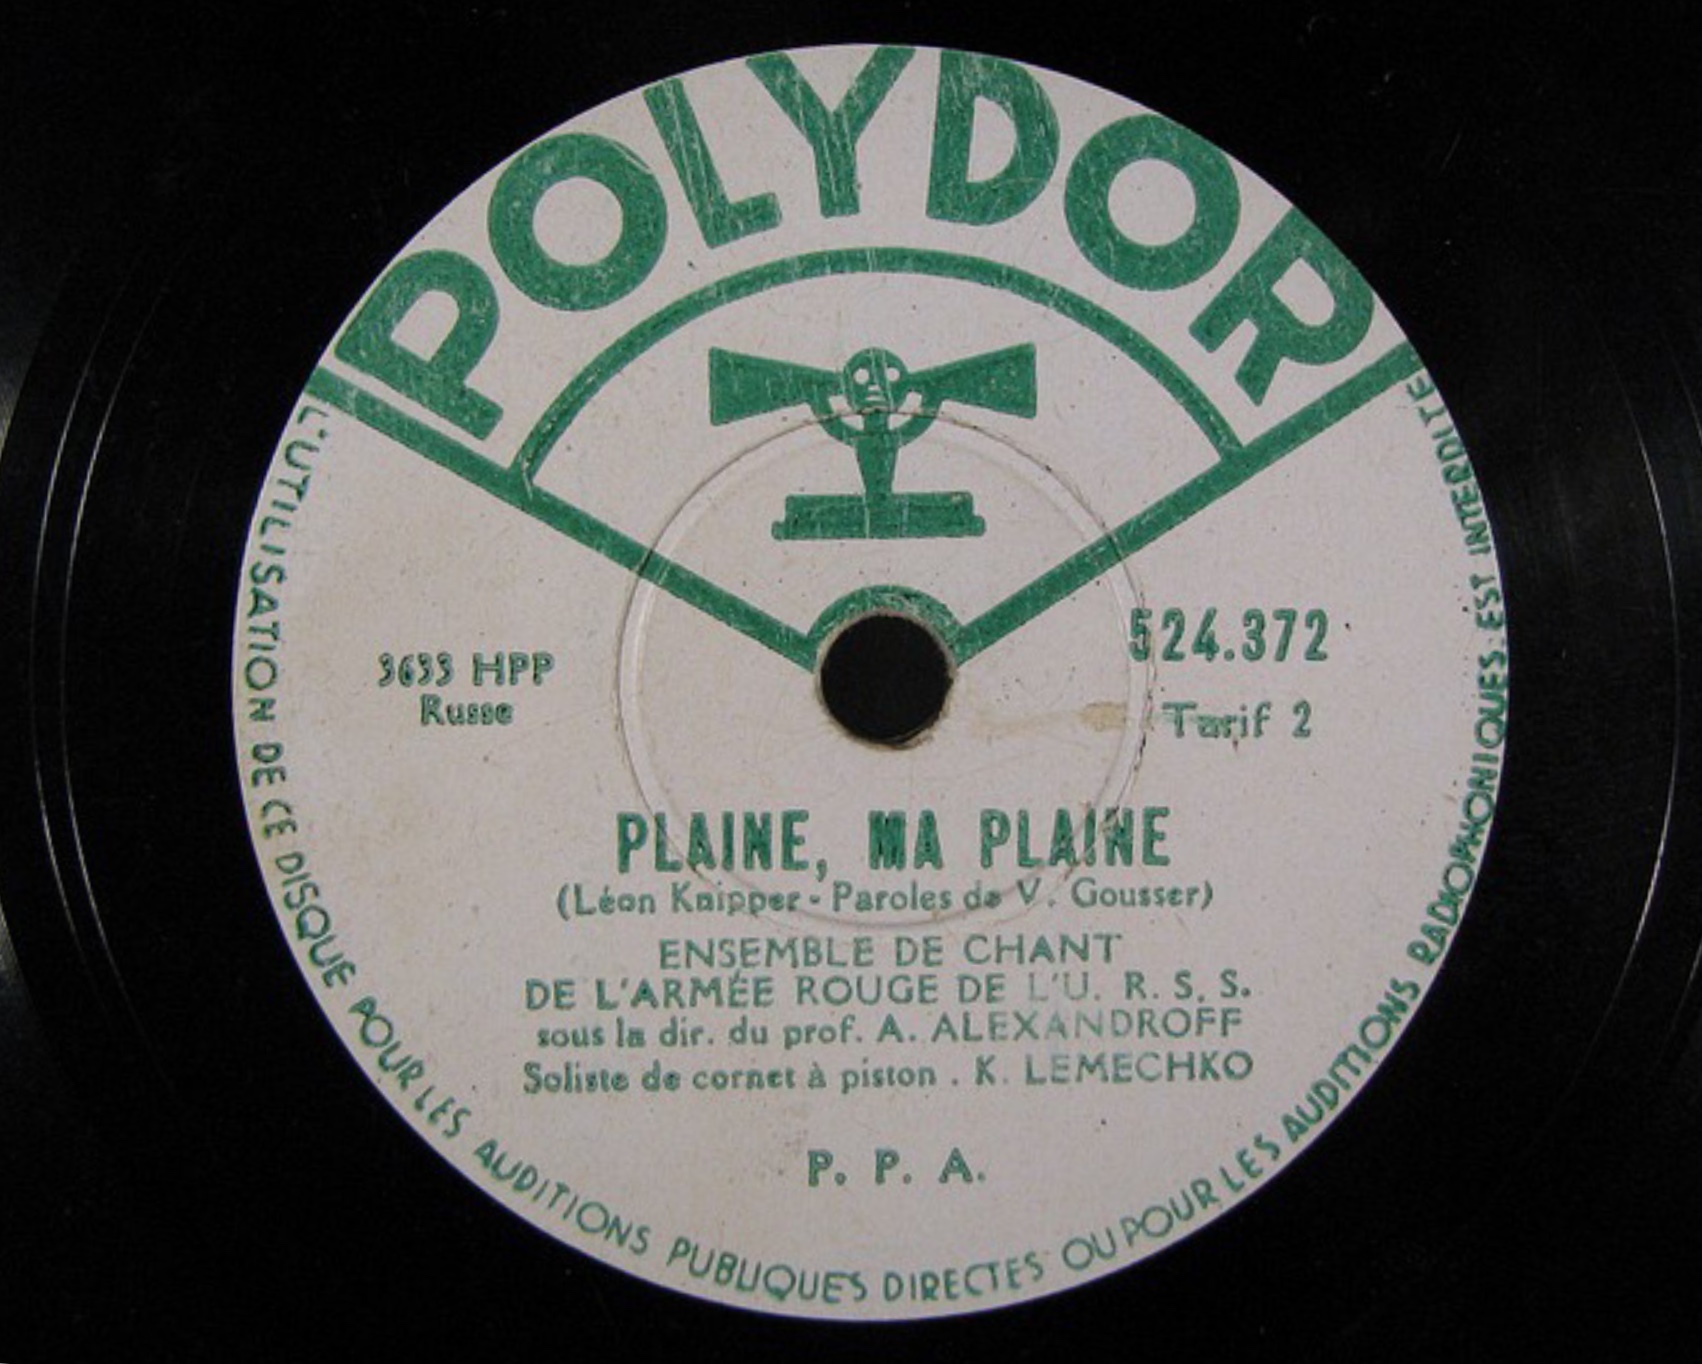 POLYDOR
3633 HPP
Russe
524.372
Tarif 2
PLAINE, MA PLAINE
(Léon Knipper - Paroles de V. Gousser)
ENSEMBLE DE CHANT
DE L'ARMÉE ROUGE DE L'U. R. S. S.
sous la dir. du prof. A. ALEXANDROFF
Soliste de cornet à piston . K. LEMECHKO
P. P. A.
L'UTILISATION DE CE DISQUE POUR LES AUDITIONS PUBLIQUES DIRECTES OU POUR LES AUDITIONS RADIOPHONIQUES EST INTERDITE